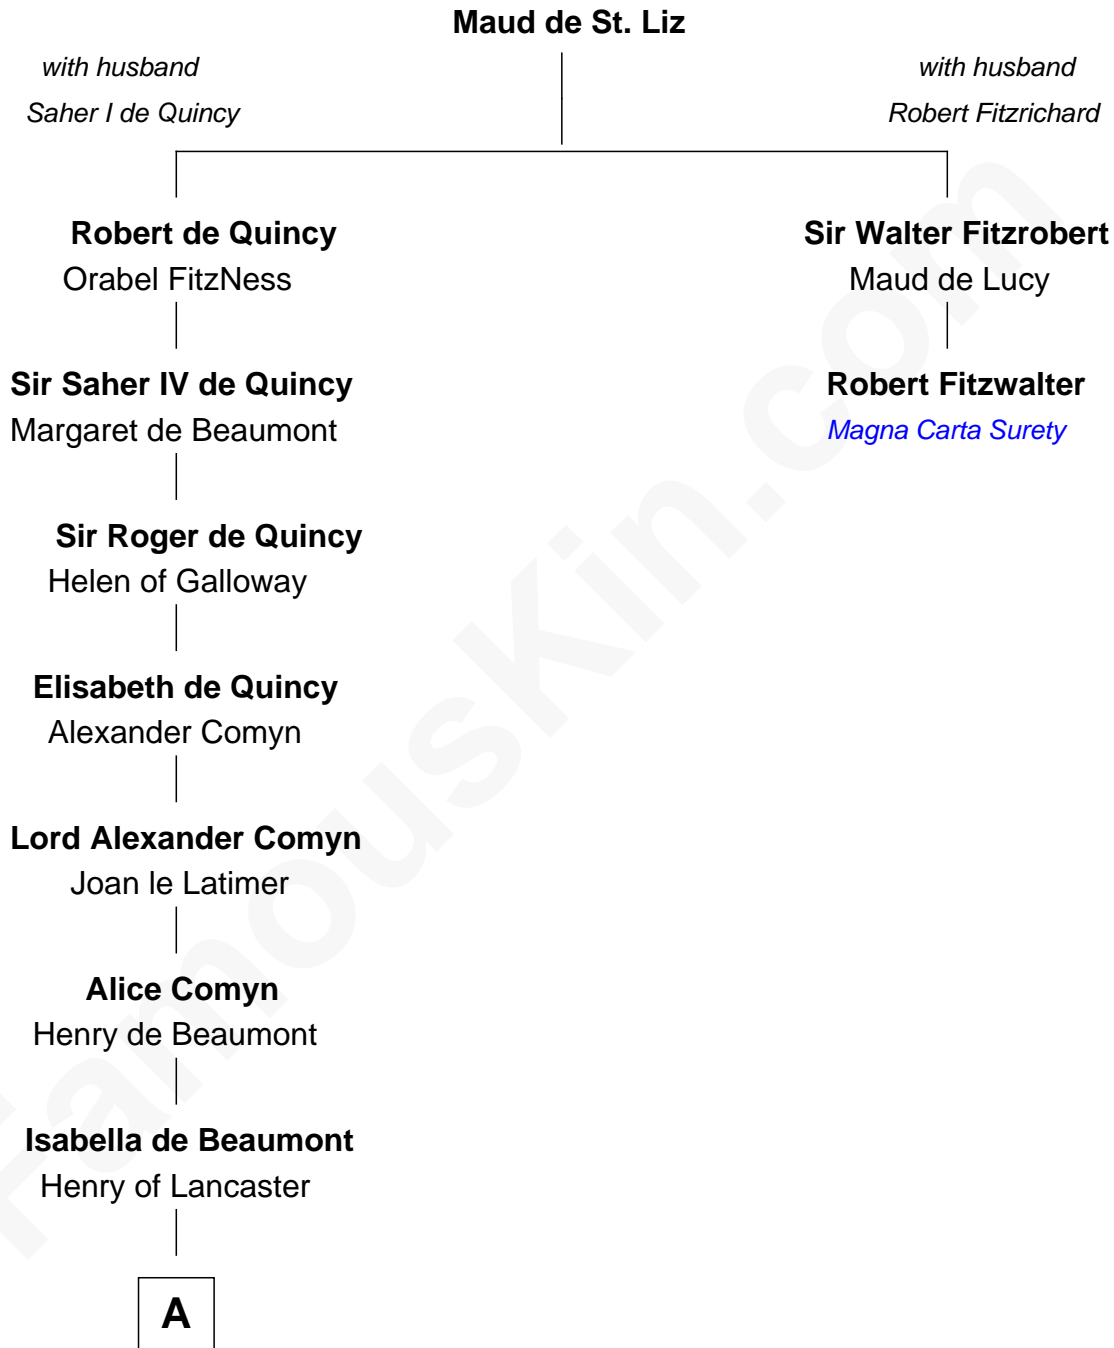 Maud de St. Liz
with husband
Saher I de Quincy
with husband
Robert Fitzrichard
Robert de Quincy
Orabel FitzNess
Sir Walter Fitzrobert
Maud de Lucy
Sir Saher IV de Quincy
Margaret de Beaumont
Robert Fitzwalter
Magna Carta Surety
Sir Roger de Quincy
Helen of Galloway
Elisabeth de Quincy
Alexander Comyn
Lord Alexander Comyn
Joan le Latimer
Alice Comyn
Henry de Beaumont
Isabella de Beaumont
Henry of Lancaster
A
FamousKin.com